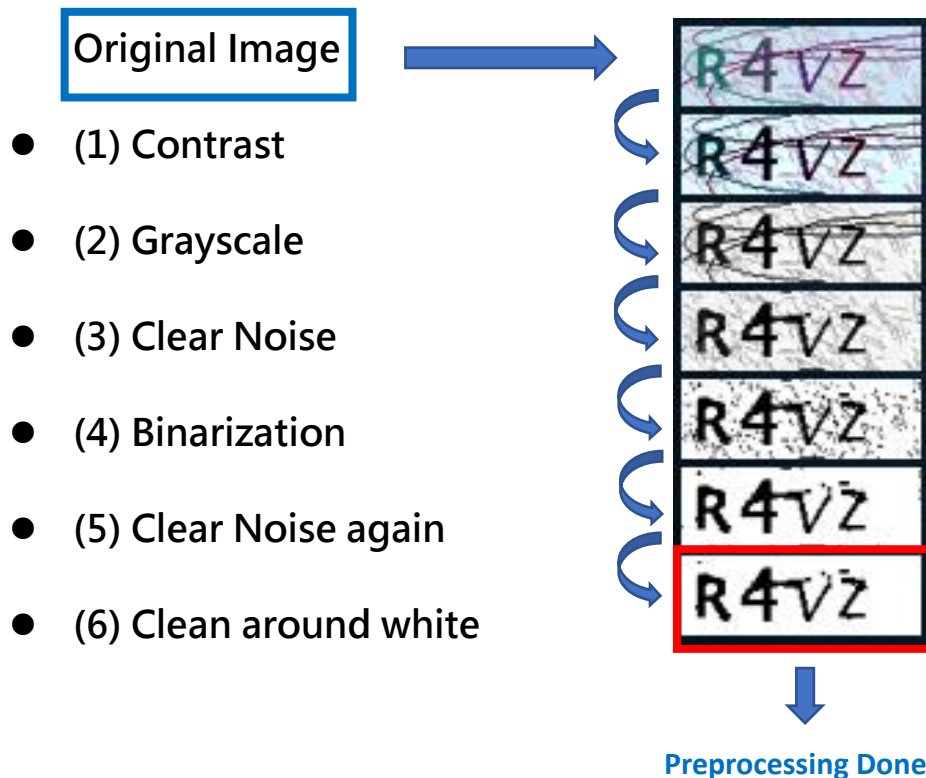 Original Image
R4VZ
(1) Contrast
R4VZ
(2) Grayscale
R4VZ
(3) Clear Noise
R4VZ
(4) Binarization
R4VZ
(5) Clear Noise again
R4VZ
(6) Clean around white
R4VZ
Preprocessing Done